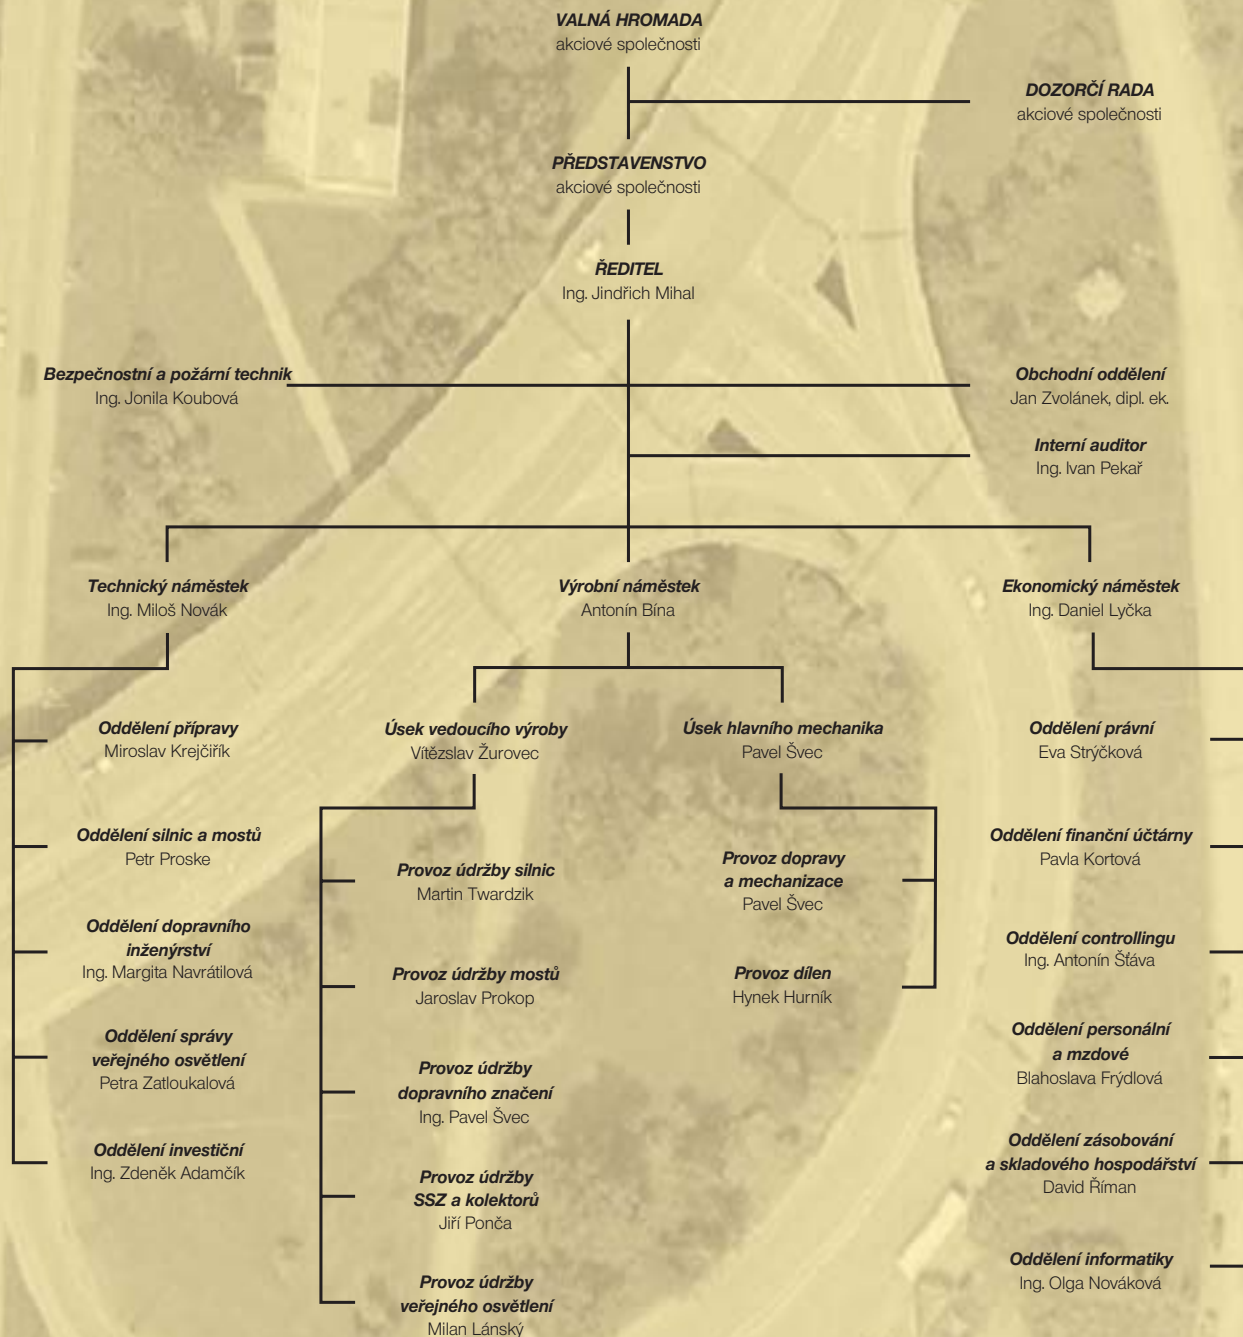 VALNÁ HROMADA
akciové společnosti
DOZORČÍ RADA
akciové společnosti
PŘEDSTAVENSTVO
akciové společnosti
ŘEDITEL
Ing. Jindřich Mihal
Bezpečnostní a požární technik
Ing. Jonila Koubová
Obchodní oddělení
Jan Zvolánek, dipl. ek.
Interní auditor
Ing. Ivan Pekař
Technický náměstek
Ing. Miloš Novák
Výrobní náměstek
Antonín Bína
Ekonomický náměstek
Ing. Daniel Lyčka
Oddělení přípravy
Miroslav Krejčiřík
Oddělení silnic a mostů
Petr Proske
Oddělení dopravního
inženýrství
Ing. Margita Navrátilová
Oddělení správy
veřejného osvětlení
Petra Zatloukalová
Oddělení investiční
Ing. Zdeněk Adamčík
Úsek vedoucího výroby
Vítězslav Žurovec
Provoz údržby silnic
Martin Twardzik
Provoz údržby mostů
Jaroslav Prokop
Provoz údržby
dopravního značení
Ing. Pavel Švec
Provoz údržby
SSZ a kolektorů
Jiří Ponča
Provoz údržby
veřejného osvětlení
Milan Lánský
Úsek hlavního mechanika
Pavel Švec
Provoz dopravy
a mechanizace
Pavel Švec
Provoz dílen
Hynek Hurník
Oddělení právní
Eva Strýčková
Oddělení finanční účtárny
Pavla Kortová
Oddělení controllingu
Ing. Antonín Šťáva
Oddělení personální
a mzdové
Blahoslava Frýdlová
Oddělení zásobování
a skladového hospodářství
David Říman
Oddělení informatiky
Ing. Olga Nováková